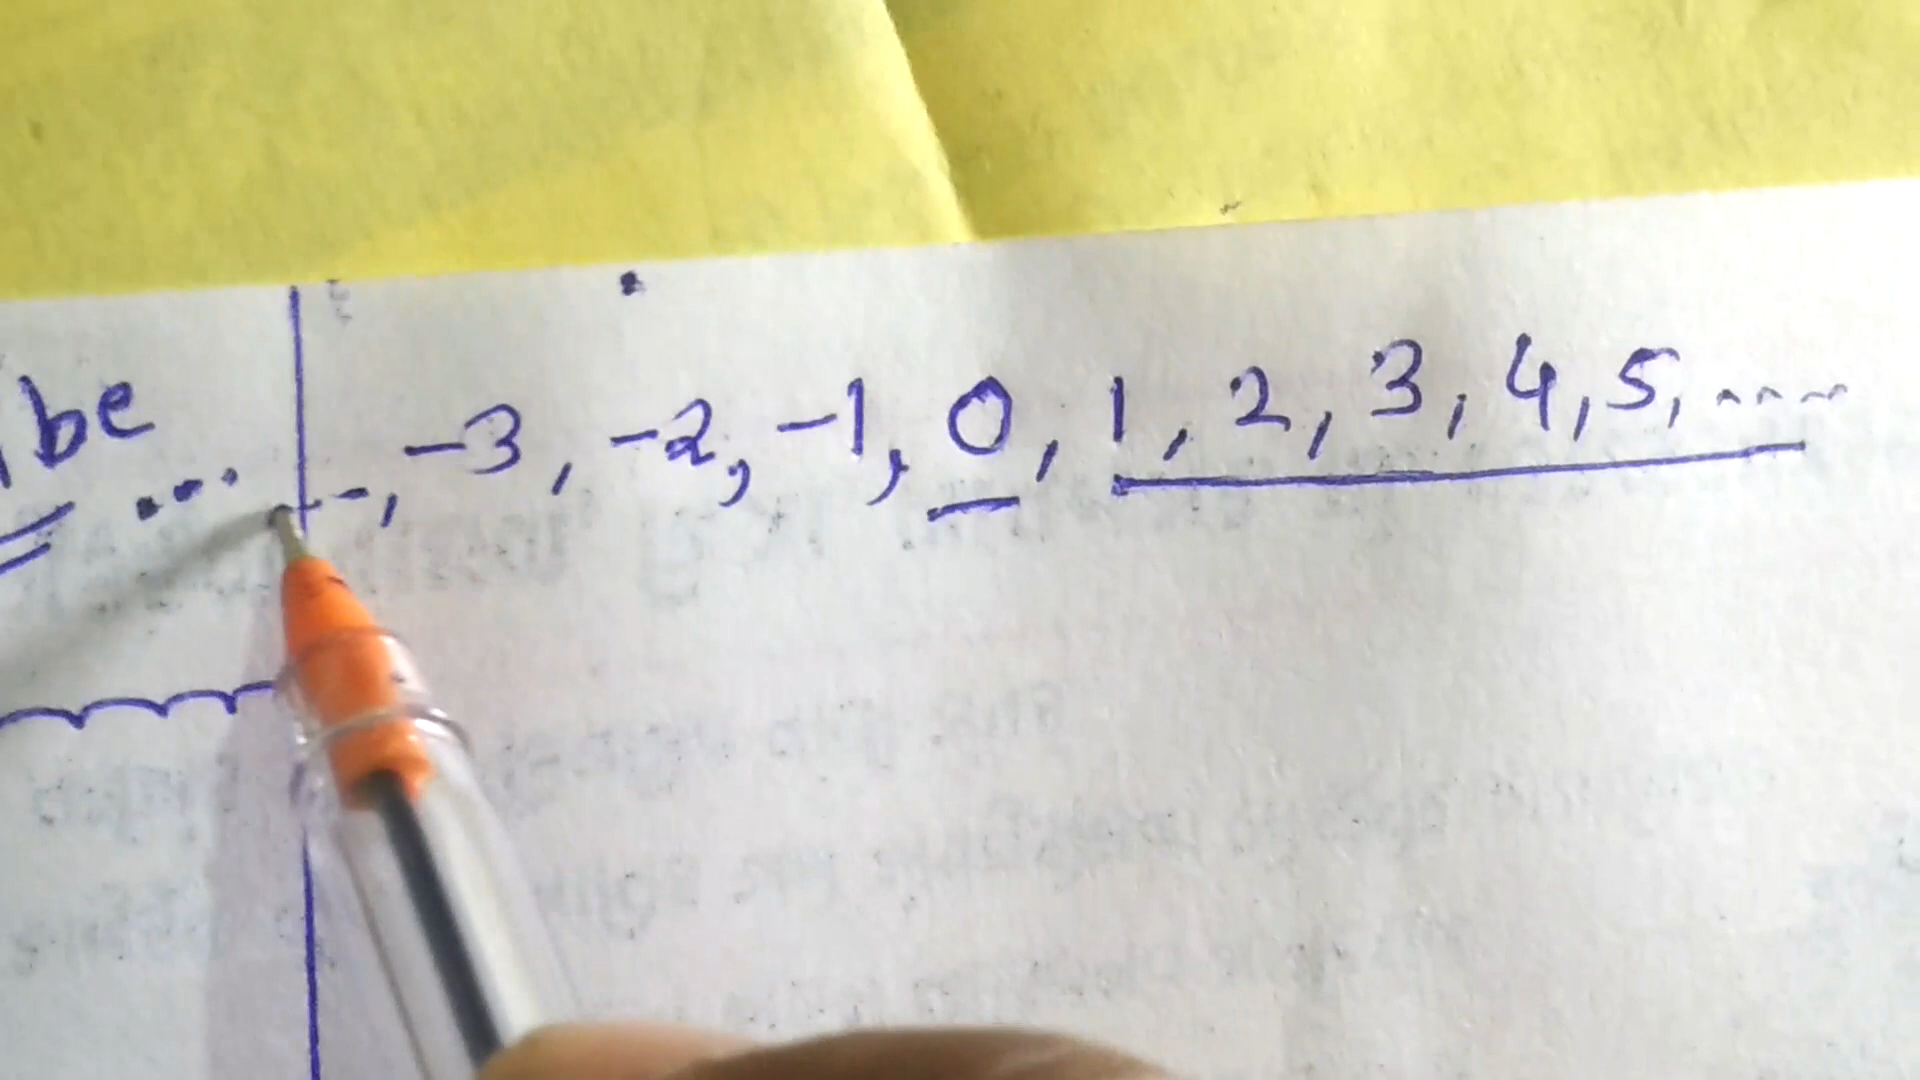 be
... --, -3, -2, -1, 0, 1, 2, 3, 4, 5, ....